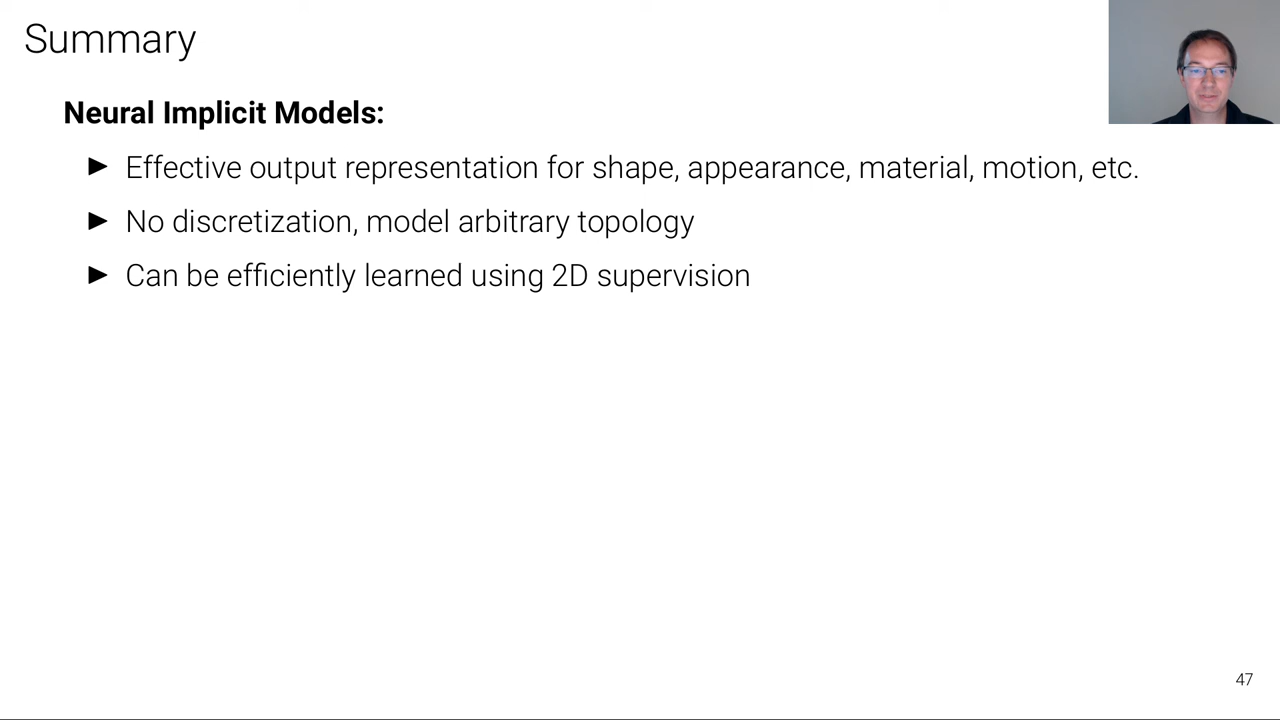 Summary
Neural Implicit Models:
► Effective output representation for shape, appearance, material, motion, etc.
► No discretization, model arbitrary topology
► Can be efficiently learned using 2D supervision
47